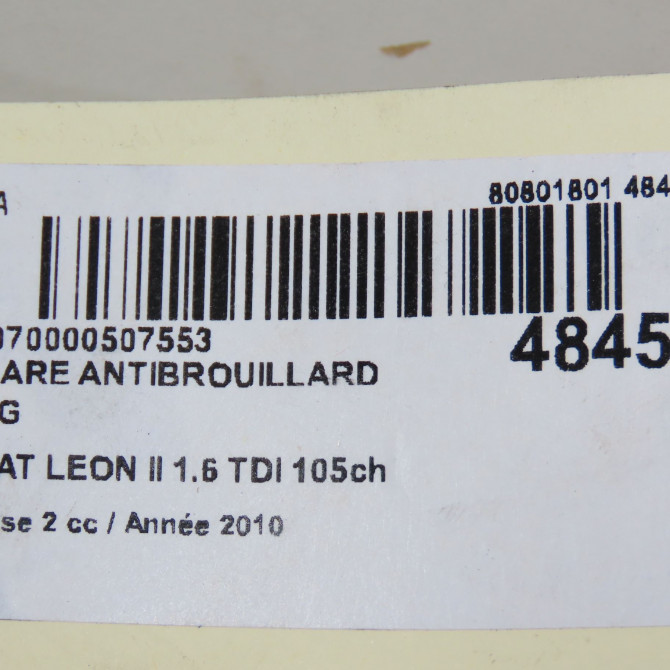 A 80801801 484
070000507553 4845
ARE ANTIBROUILLARD
G
AT LEON II 1.6 TDI 105ch
se 2 cc / Année 2010